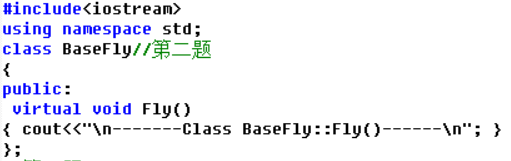 #include<iostream>
using namespace std;
class BaseFly//第二题
{
public:
 virtual void Fly()
{ cout<<"\n-------Class BaseFly::Fly()------\n"; }
};